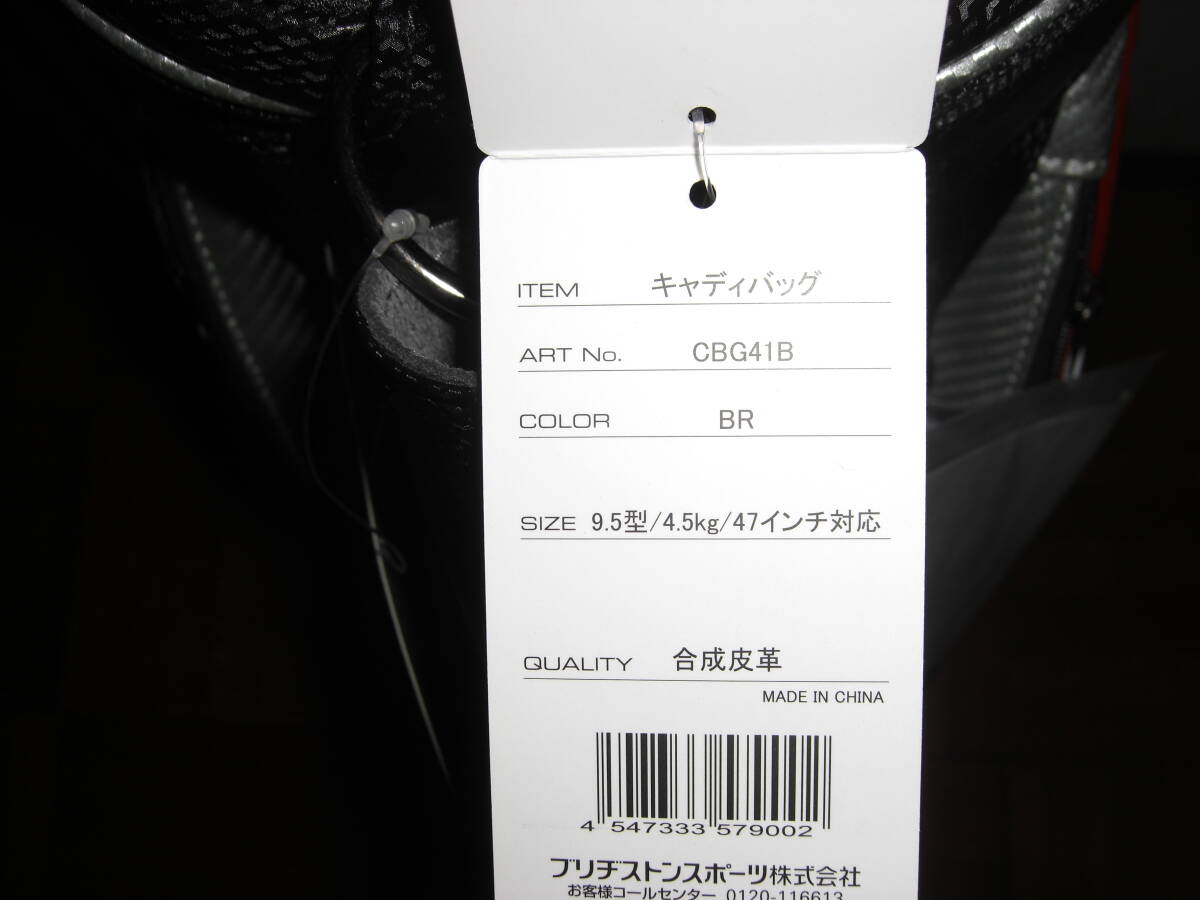 ITEM キャディバッグ
ART No. CBG41B
COLOR BR
SIZE 9.5型/4.5kg/47インチ対応
QUALITY 合成皮革
MADE IN CHINA
4 547333 579002
ブリヂストンスポーツ株式会社
お客様コールセンター 0120-116613